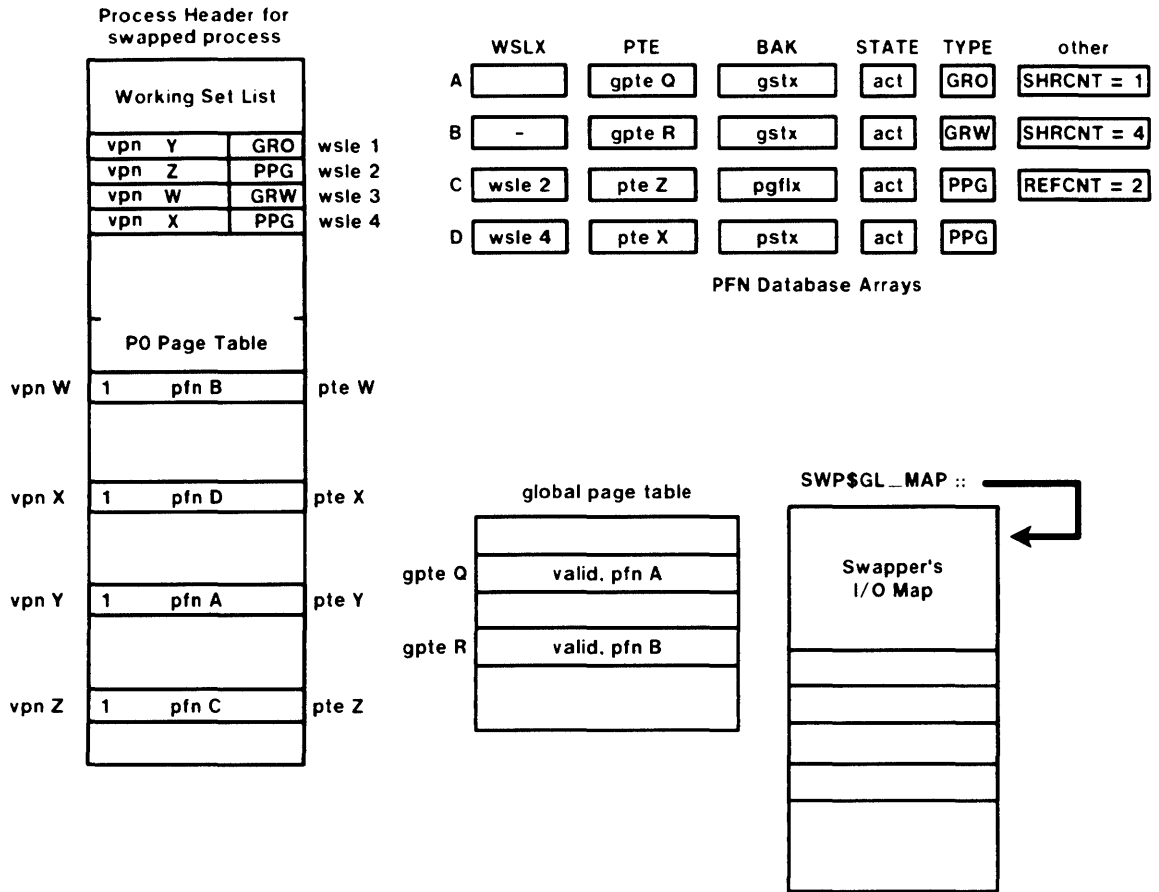 Process Header for
swapped process
Working Set List
vpn Y GRO wsle 1
vpn Z PPG wsle 2
vpn W GRW wsle 3
vpn X PPG wsle 4
P0 Page Table
vpn W 1 pfn B pte W
vpn X 1 pfn D pte X
vpn Y 1 pfn A pte Y
vpn Z 1 pfn C pte Z
WSLX PTE BAK STATE TYPE other
A gpte Q gstx act GRO SHRCNT = 1
B - gpte R gstx act GRW SHRCNT = 4
C wsle 2 pte Z pgflx act PPG REFCNT = 2
D wsle 4 pte X pstx act PPG
PFN Database Arrays
global page table
gpte Q valid, pfn A
gpte R valid, pfn B
SWP$GL_MAP ::
Swapper's
I/O Map